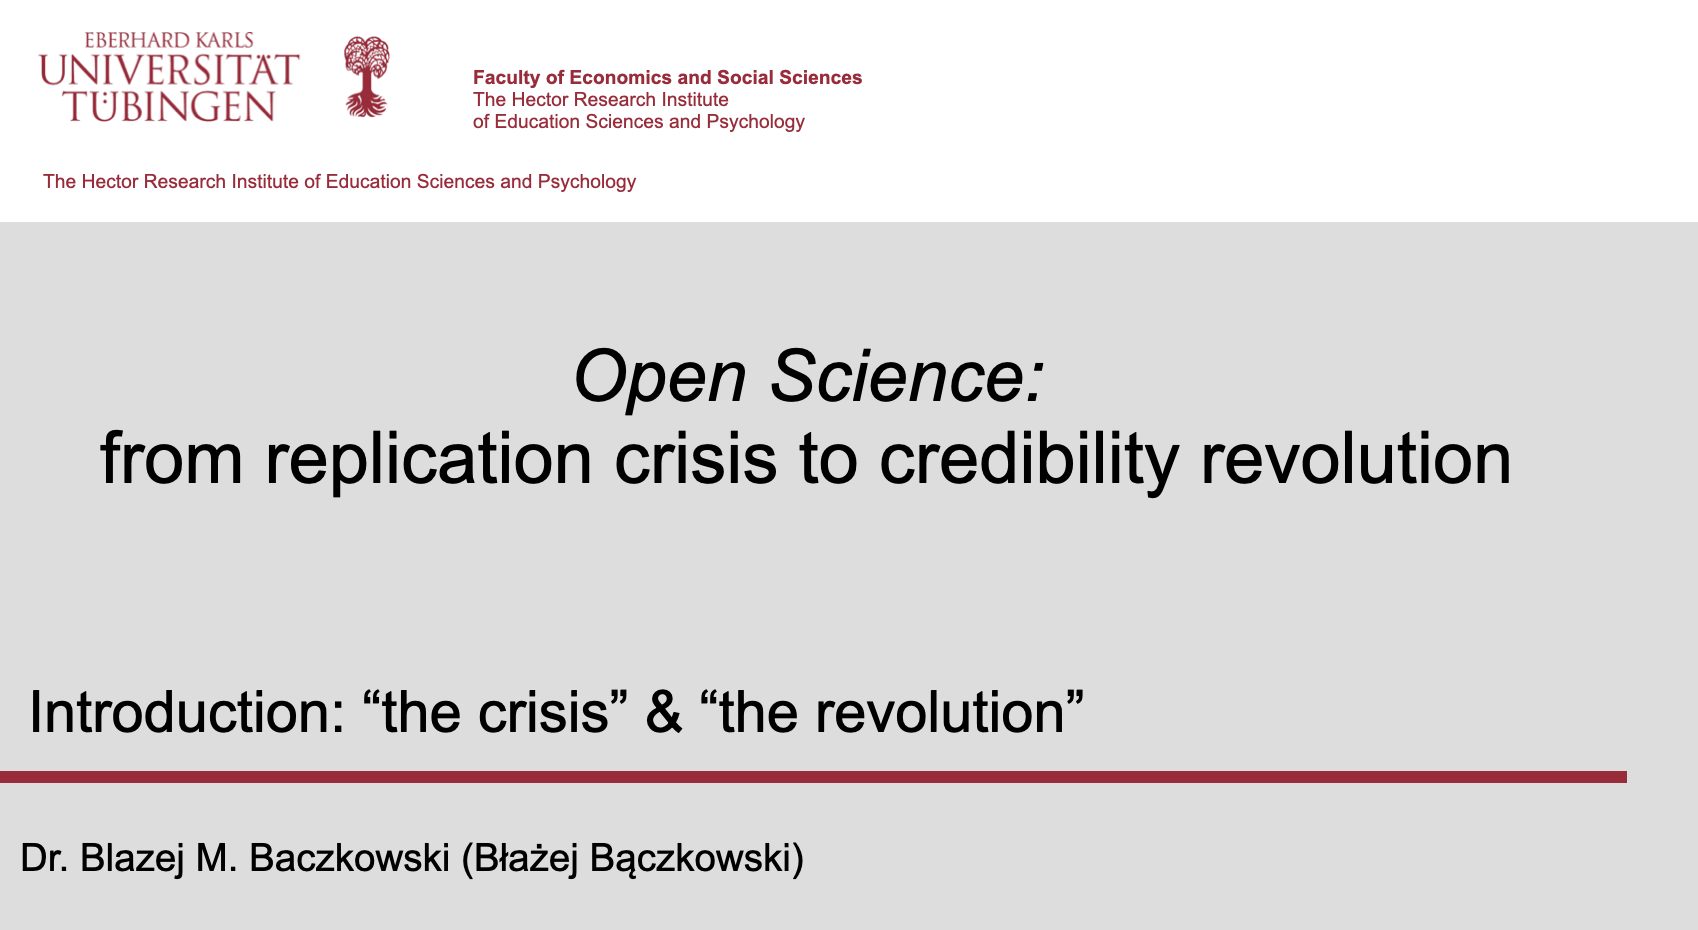 EBERHARD KARLS
UNIVERSITÄT
TÜBINGEN
Faculty of Economics and Social Sciences
The Hector Research Institute
of Education Sciences and Psychology
The Hector Research Institute of Education Sciences and Psychology
Open Science:
from replication crisis to credibility revolution
Introduction: “the crisis” & “the revolution”
Dr. Blazej M. Baczkowski (Błażej Bączkowski)